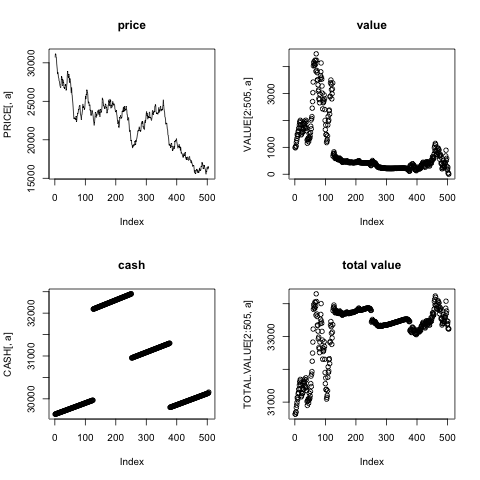 price
PRICE[, a]
15000 20000 25000 30000
0 100 200 300 400 500
Index
value
VALUE[2:505, a]
0 1000 3000
0 100 200 300 400 500
Index
cash
CASH[, a]
30000 31000 32000
0 100 200 300 400 500
Index
total value
TOTAL.VALUE[2:505, a]
31000 33000
0 100 200 300 400 500
Index